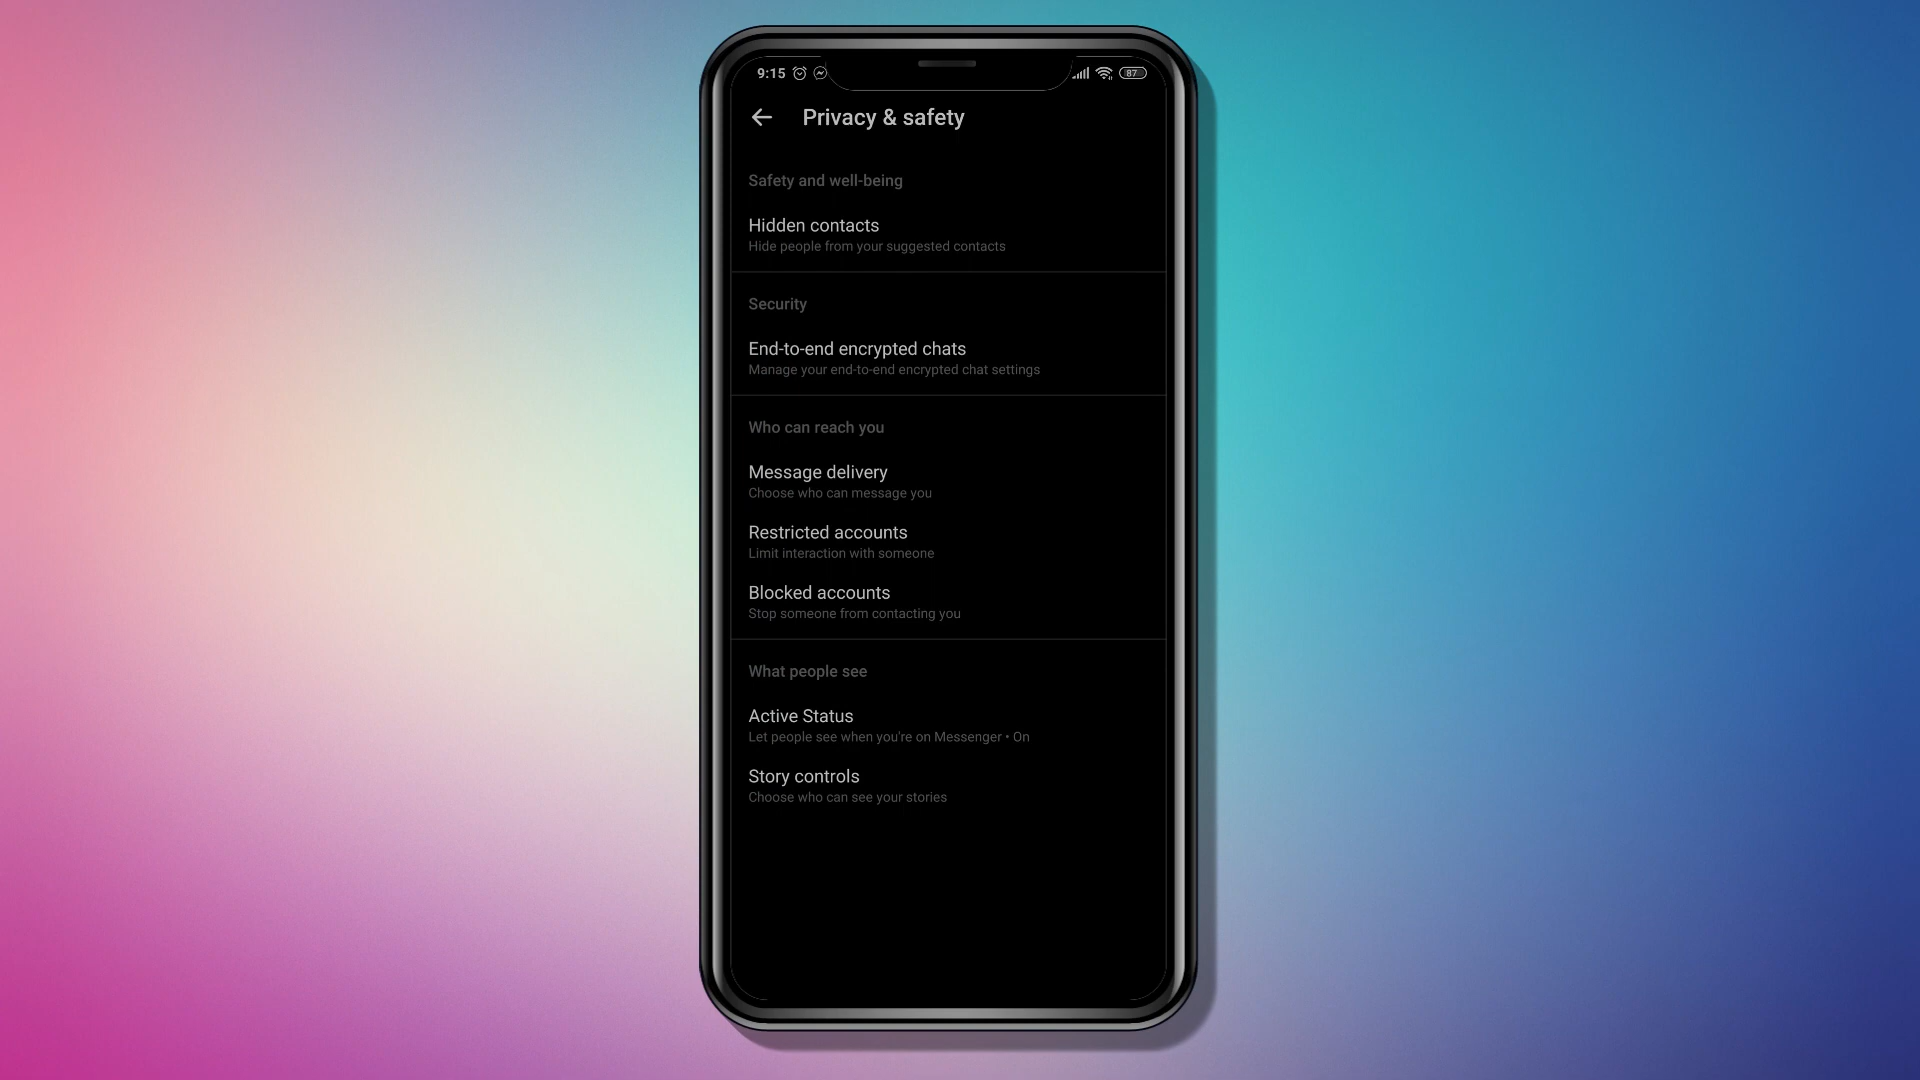 9:15
87
Privacy & safety
Safety and well-being
Hidden contacts
Hide people from your suggested contacts
Security
End-to-end encrypted chats
Manage your end-to-end encrypted chat settings
Who can reach you
Message delivery
Choose who can message you
Restricted accounts
Limit interaction with someone
Blocked accounts
Stop someone from contacting you
What people see
Active Status
Let people see when you're on Messenger • On
Story controls
Choose who can see your stories